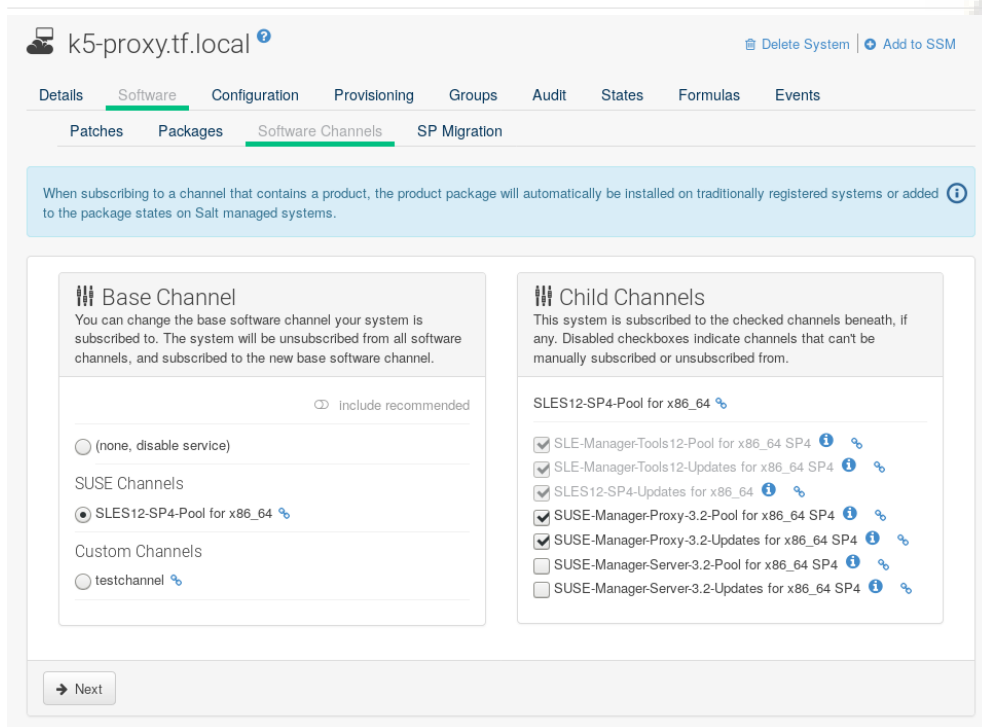 k5-proxy.tf.local
Delete System | Add to SSM
Details Software Configuration Provisioning Groups Audit States Formulas Events
Patches Packages Software Channels SP Migration
When subscribing to a channel that contains a product, the product package will automatically be installed on traditionally registered systems or added
to the package states on Salt managed systems.
Base Channel
You can change the base software channel your system is
subscribed to. The system will be unsubscribed from all software
channels, and subscribed to the new base software channel.
include recommended
(none, disable service)
SUSE Channels
SLES12-SP4-Pool for x86_64
Custom Channels
testchannel
Child Channels
This system is subscribed to the checked channels beneath, if
any. Disabled checkboxes indicate channels that can't be
manually subscribed or unsubscribed from.
SLES12-SP4-Pool for x86_64
SLE-Manager-Tools12-Pool for x86_64 SP4
SLE-Manager-Tools12-Updates for x86_64 SP4
SLES12-SP4-Updates for x86_64
SUSE-Manager-Proxy-3.2-Pool for x86_64 SP4
SUSE-Manager-Proxy-3.2-Updates for x86_64 SP4
SUSE-Manager-Server-3.2-Pool for x86_64 SP4
SUSE-Manager-Server-3.2-Updates for x86_64 SP4
Next